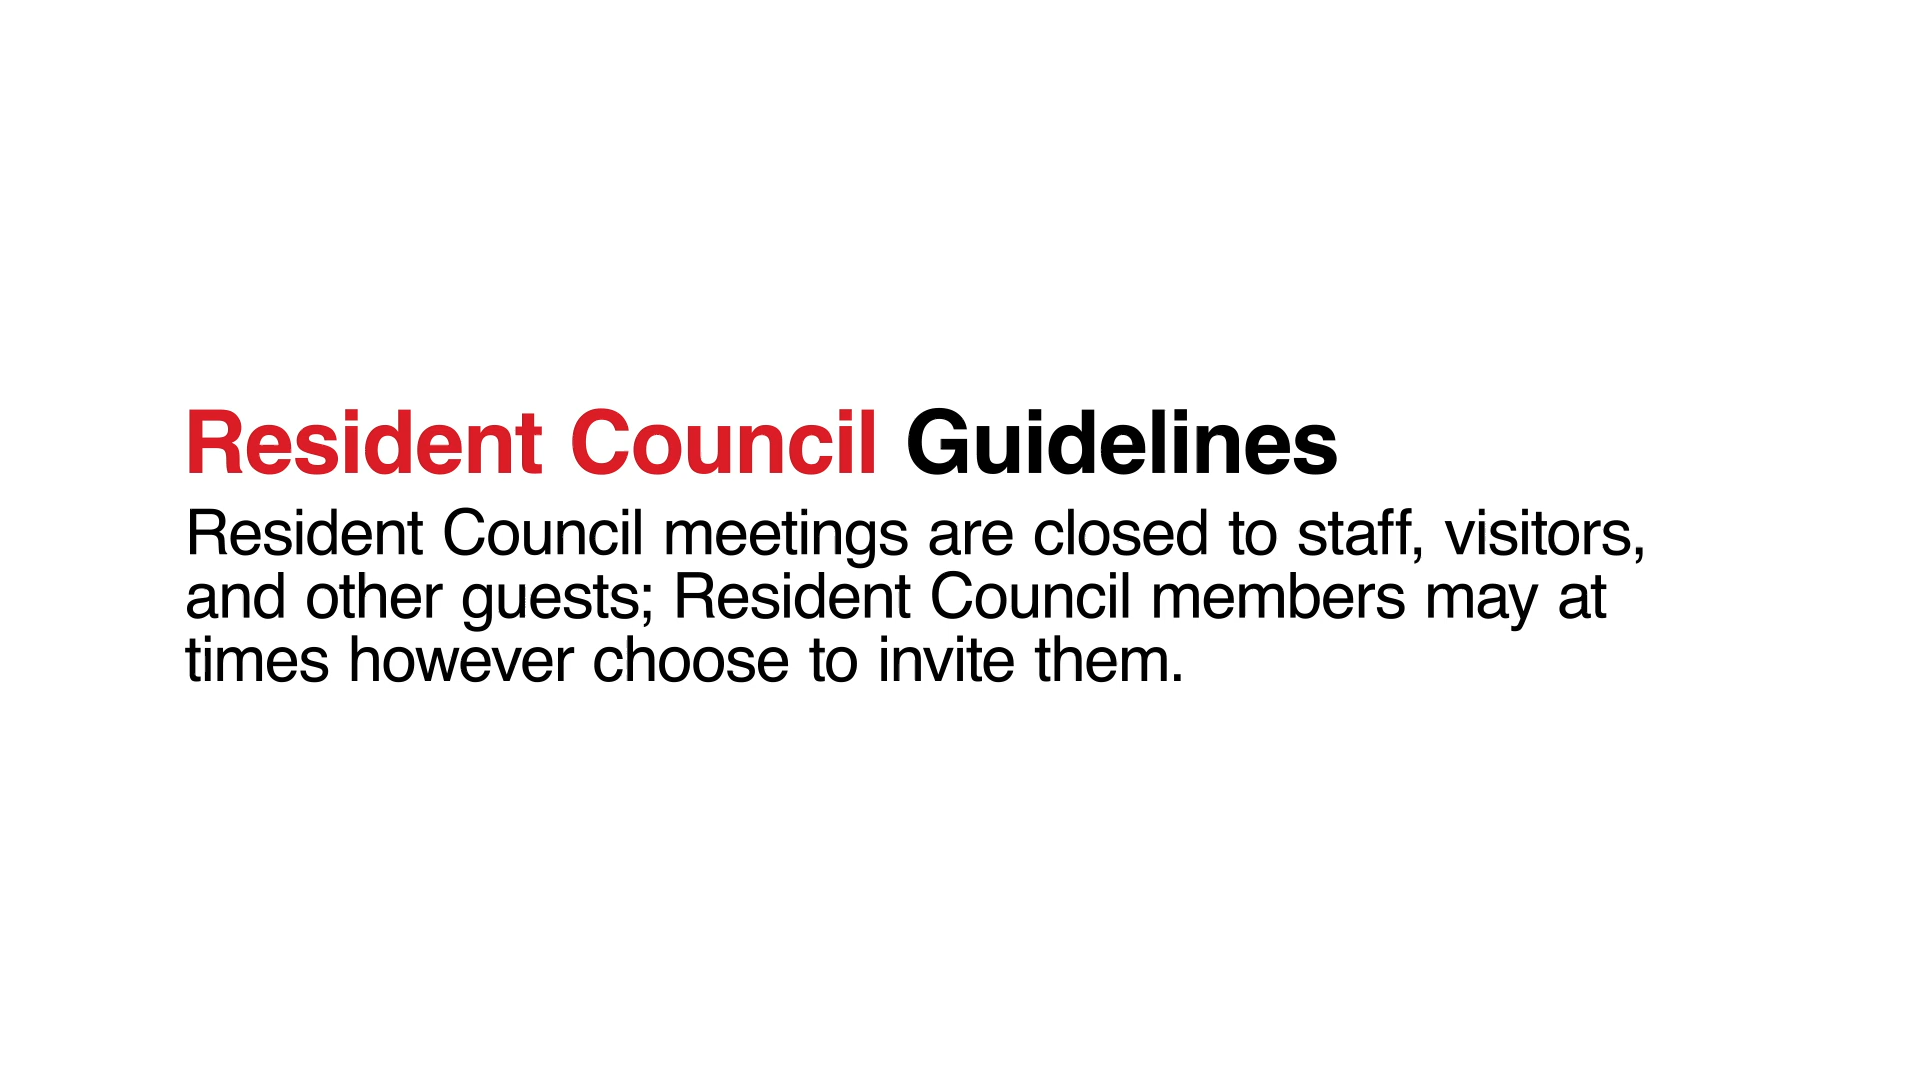 Resident Council Guidelines
Resident Council meetings are closed to staff, visitors,
and other guests; Resident Council members may at
times however choose to invite them.